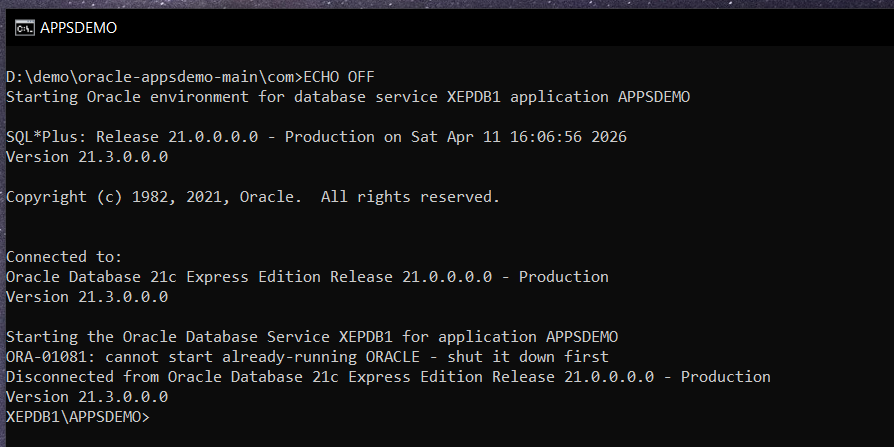 APPSDEMO
D:\demo\oracle-appsdemo-main\com>ECHO OFF
Starting Oracle environment for database service XEPDB1 application APPSDEMO
SQL*Plus: Release 21.0.0.0.0 - Production on Sat Apr 11 16:06:56 2026
Version 21.3.0.0.0
Copyright (c) 1982, 2021, Oracle.  All rights reserved.
Connected to:
Oracle Database 21c Express Edition Release 21.0.0.0.0 - Production
Version 21.3.0.0.0
Starting the Oracle Database Service XEPDB1 for application APPSDEMO
ORA-01081: cannot start already-running ORACLE - shut it down first
Disconnected from Oracle Database 21c Express Edition Release 21.0.0.0.0 - Production
Version 21.3.0.0.0
XEPDB1\APPSDEMO>